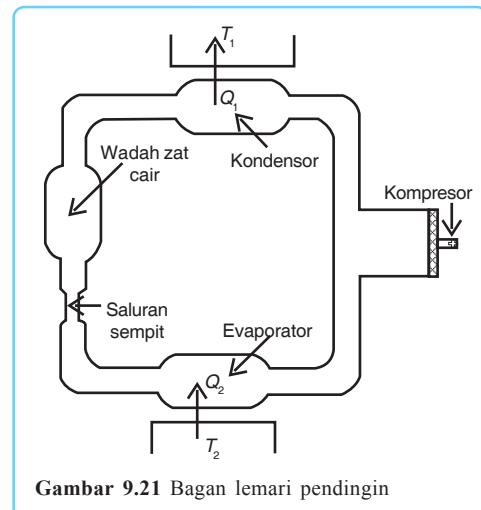 T₁
Q₁
Kondensor
Wadah zat
cair
Kompresor
Saluran
sempit
Evaporator
Q₂
T₂
Gambar 9.21 Bagan lemari pendingin